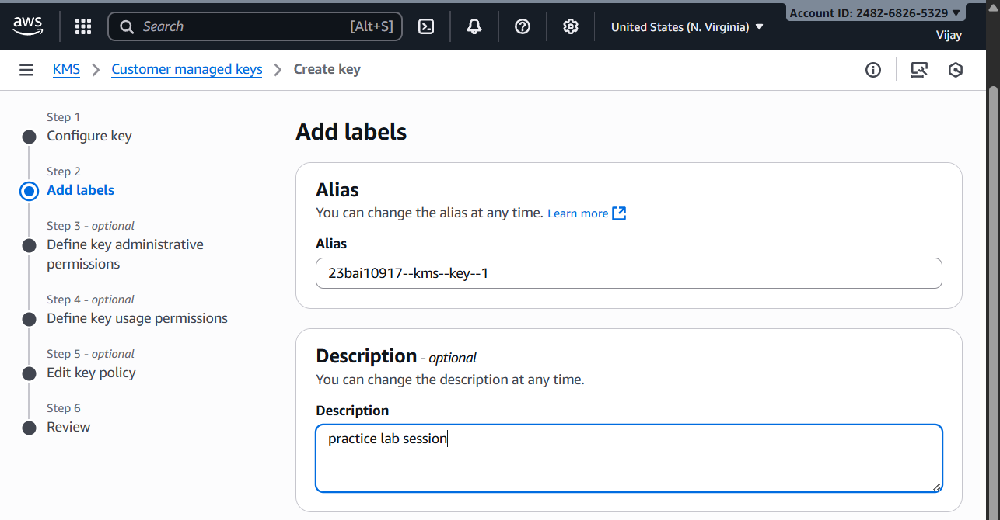 aws
Search [Alt+S]
United States (N. Virginia)
Account ID: 2482-6826-5329
Vijay
KMS
Customer managed keys
Create key
Step 1
Configure key
Step 2
Add labels
Step 3 - optional
Define key administrative
permissions
Step 4 - optional
Define key usage permissions
Step 5 - optional
Edit key policy
Step 6
Review
Add labels
Alias
You can change the alias at any time. Learn more
Alias
23bai10917--kms--key--1
Description - optional
You can change the description at any time.
Description
practice lab session